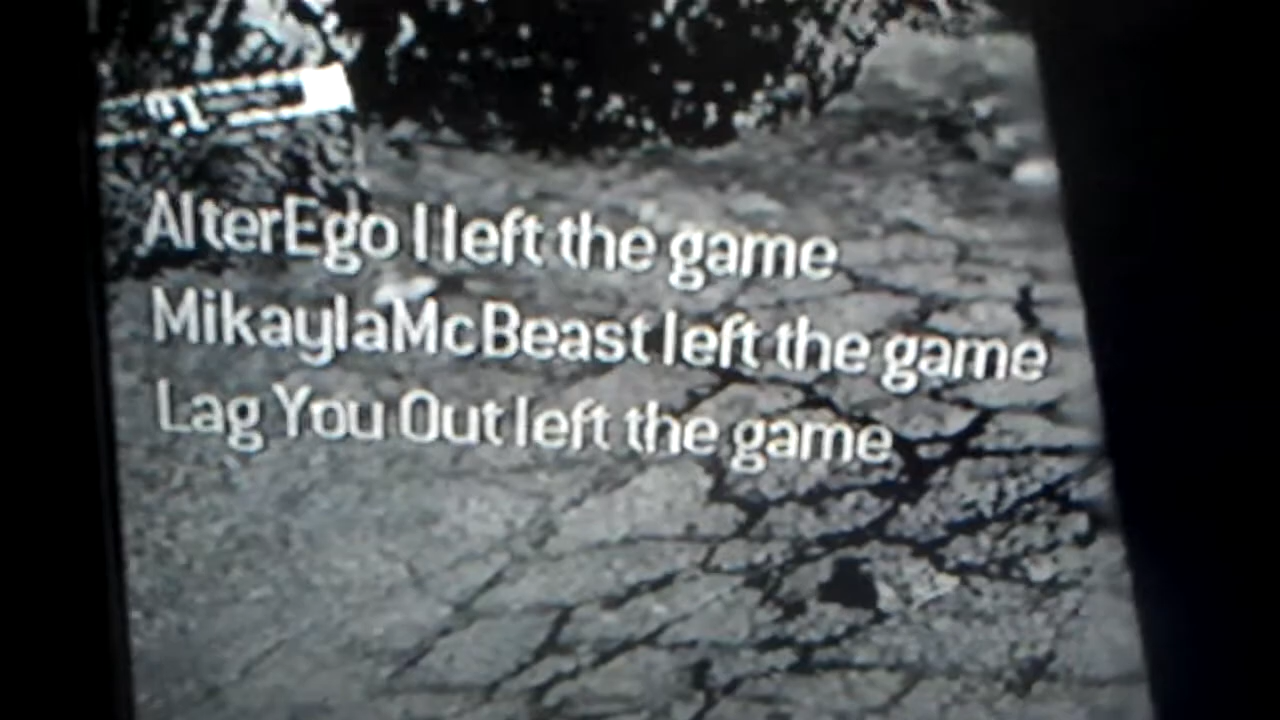 AlterEgo I left the game
MikaylaMcBeast left the game
Lag You Out left the game